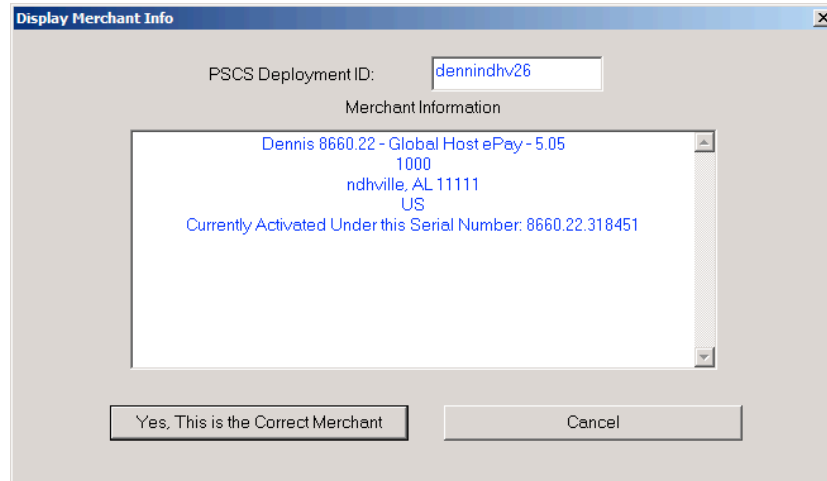 Display Merchant Info
PSCS Deployment ID: dennindhv26
Merchant Information
Dennis 8660.22 - Global Host ePay - 5.05
1000
ndhville, AL 11111
US
Currently Activated Under this Serial Number: 8660.22.318451
Yes, This is the Correct Merchant
Cancel